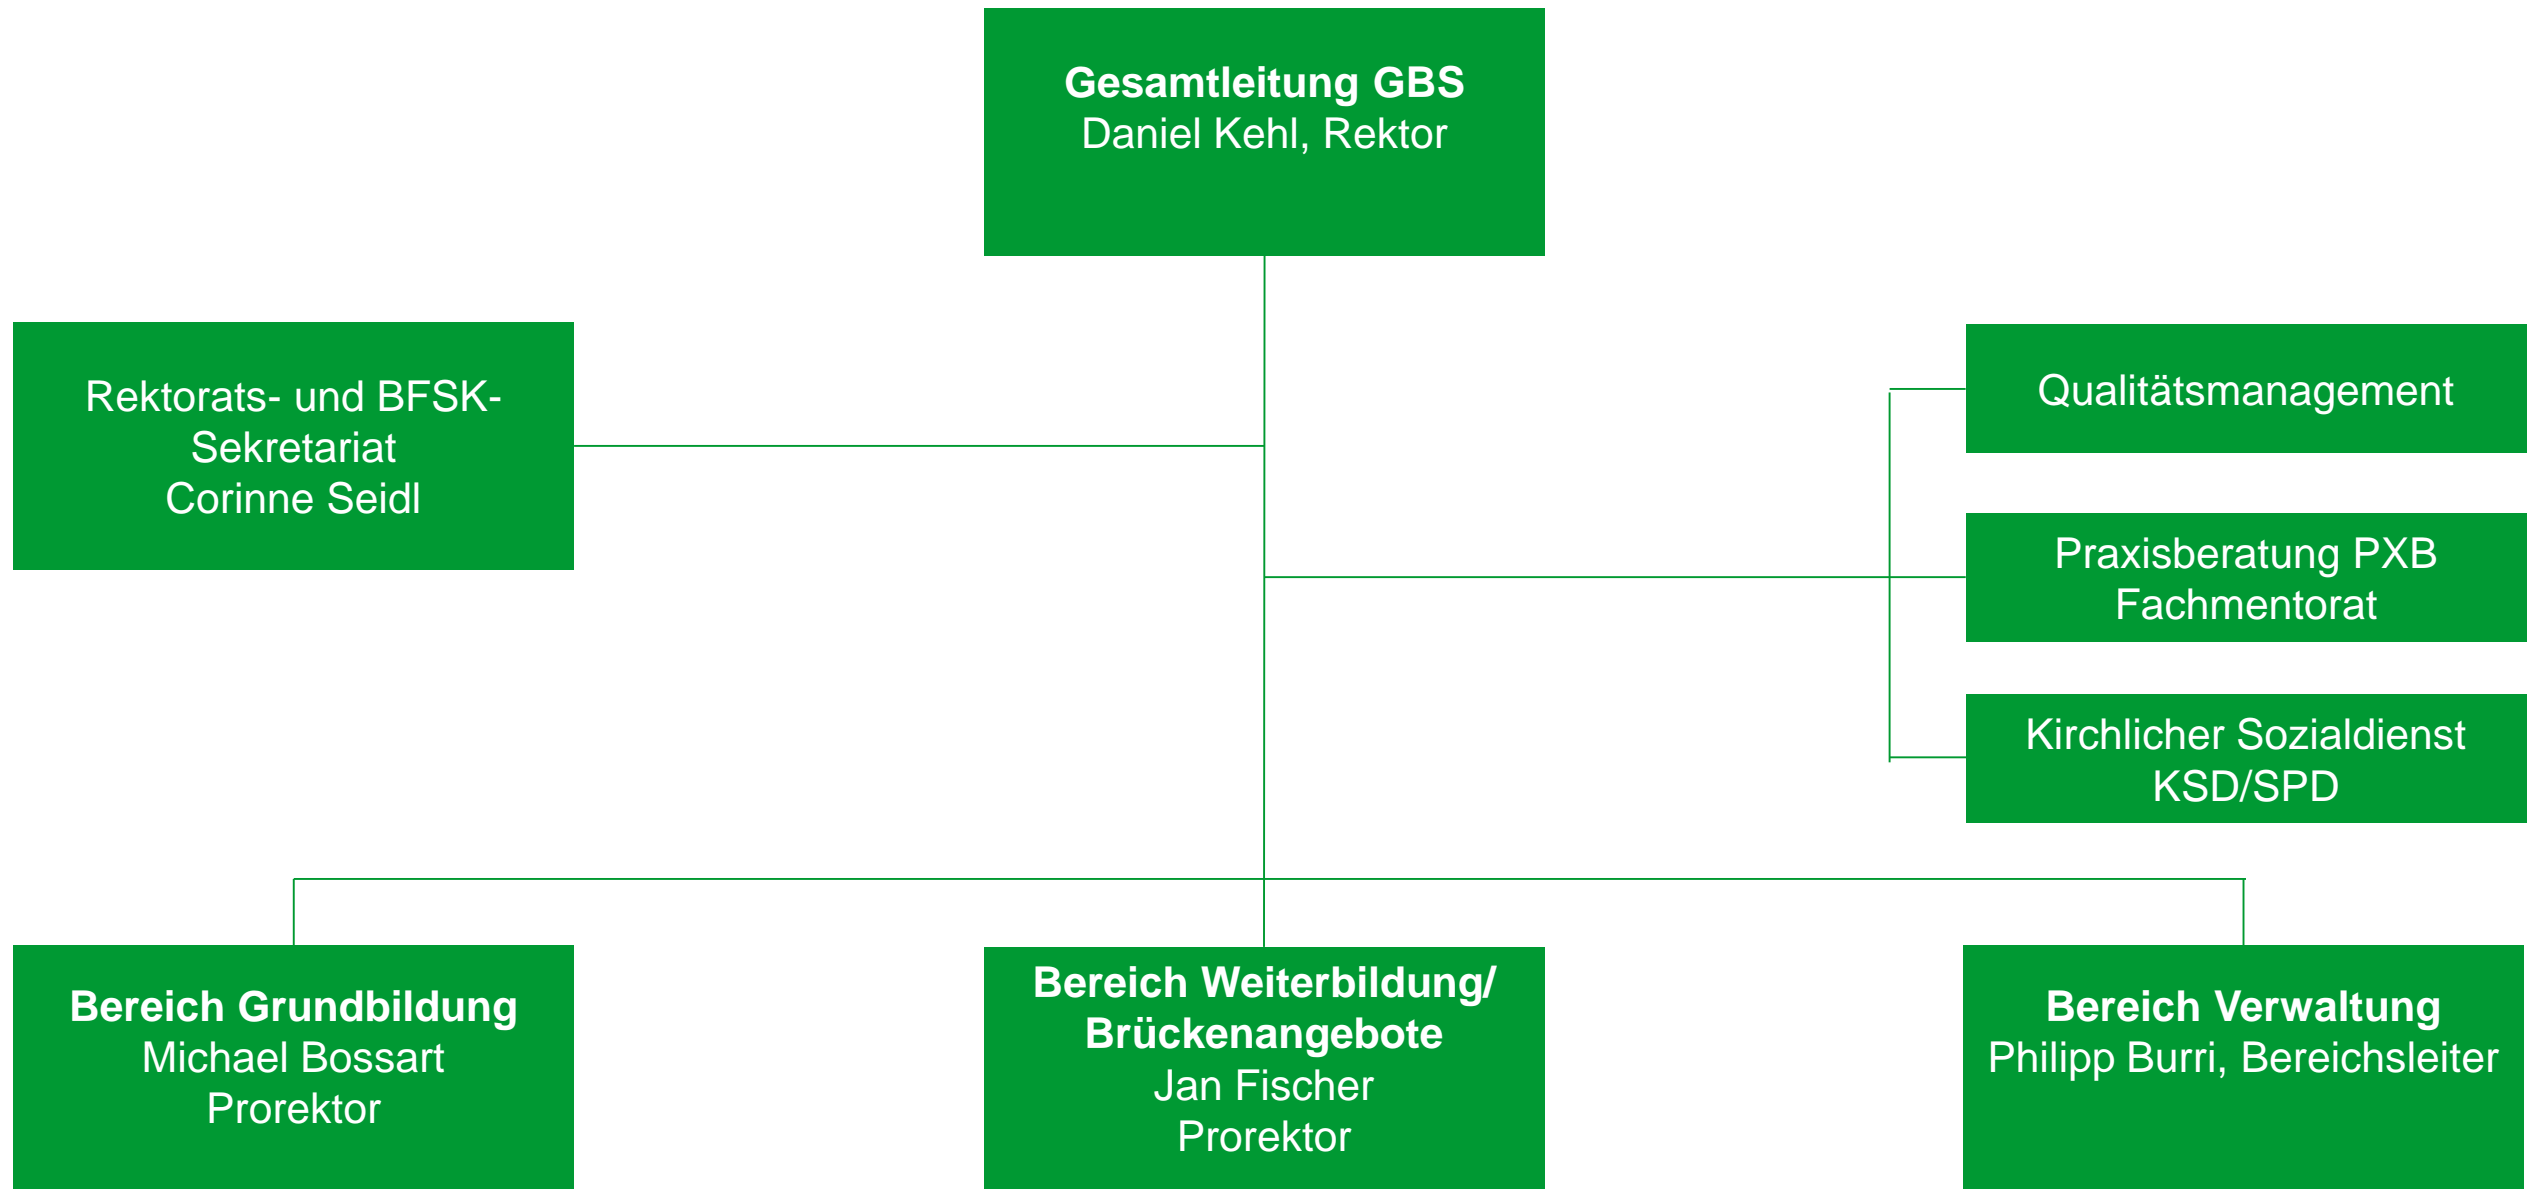 Gesamtleitung GBS
Daniel Kehl, Rektor
Rektorats- und BFSK-
Sekretariat
Corinne Seidl
Qualitätsmanagement
Praxisberatung PXB
Fachmentorat
Kirchlicher Sozialdienst
KSD/SPD
Bereich Grundbildung
Michael Bossart
Prorektor
Bereich Weiterbildung/
Brückenangebote
Jan Fischer
Prorektor
Bereich Verwaltung
Philipp Burri, Bereichsleiter